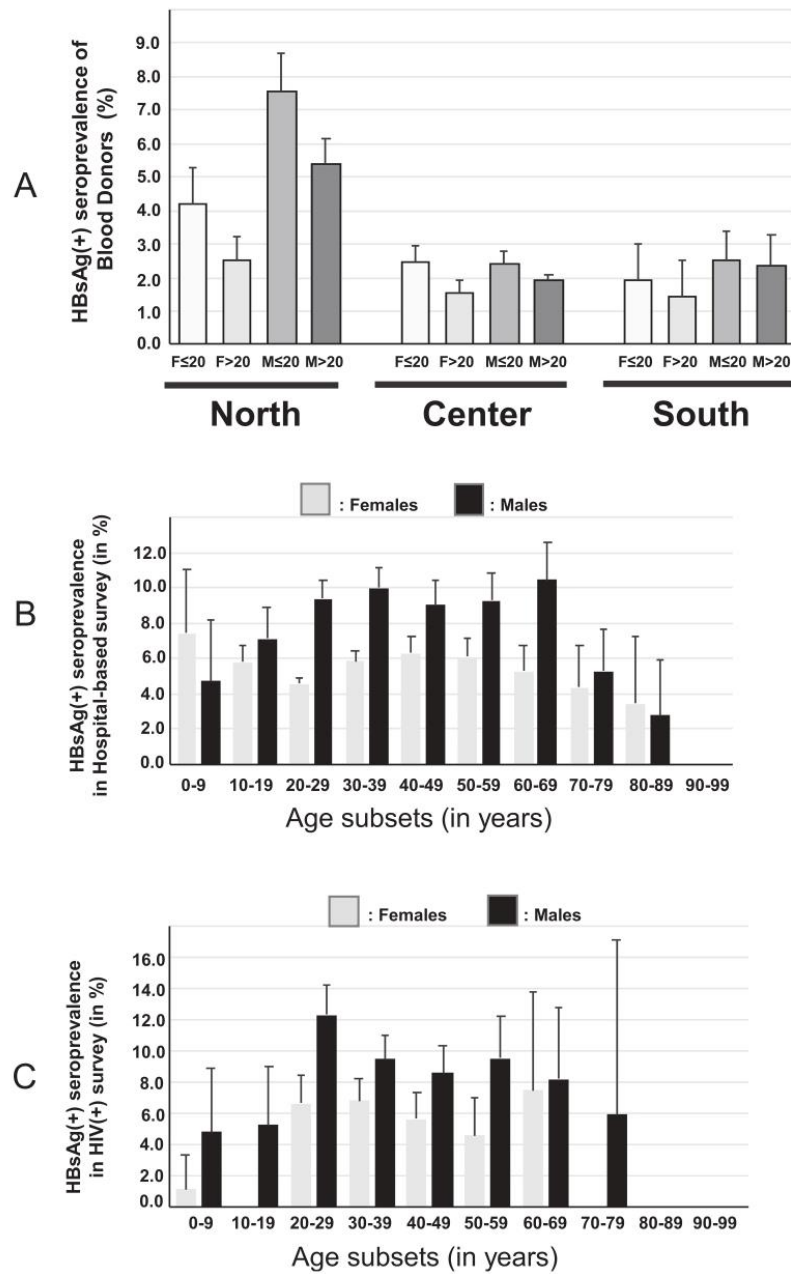 A
HBsAg(+) seroprevalence of
Blood Donors (%)
9.0
8.0
7.0
6.0
5.0
4.0
3.0
2.0
1.0
0.0
F≤20 F>20 M≤20 M>20 F≤20 F>20 M≤20 M>20 F≤20 F>20 M≤20 M>20
North Center South
B
: Females : Males
HBsAg(+) seroprevalence
in Hospital-based survey (in %)
12.0
10.0
8.0
6.0
4.0
2.0
0.0
0-9 10-19 20-29 30-39 40-49 50-59 60-69 70-79 80-89 90-99
Age subsets (in years)
C
: Females : Males
HBsAg(+) seroprevalence
in HIV(+) survey (in %)
16.0
14.0
12.0
10.0
8.0
6.0
4.0
2.0
0.0
0-9 10-19 20-29 30-39 40-49 50-59 60-69 70-79 80-89 90-99
Age subsets (in years)